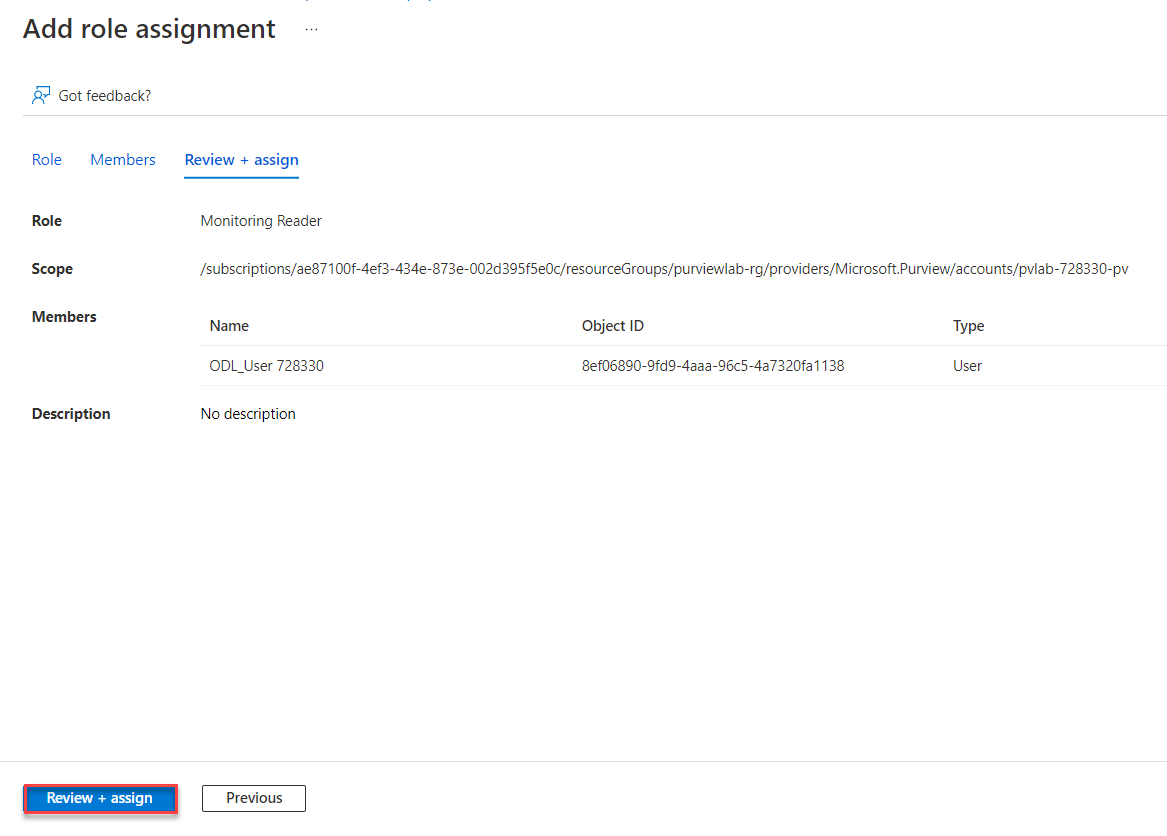 Add role assignment ...
Got feedback?
Role Members Review + assign
Role Monitoring Reader
Scope /subscriptions/ae87100f-4ef3-434e-873e-002d395f5e0c/resourceGroups/purviewlab-rg/providers/Microsoft.Purview/accounts/pvlab-728330-pv
Members
Name Object ID Type
ODL_User 728330 8ef06890-9fd9-4aaa-96c5-4a7320fa1138 User
Description No description
Review + assign Previous